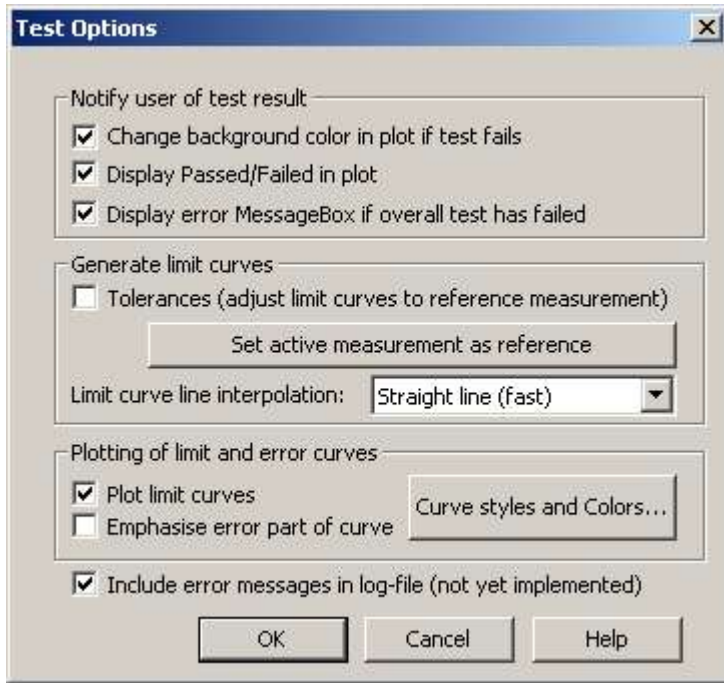 Test Options
Notify user of test result
Change background color in plot if test fails
Display Passed/Failed in plot
Display error MessageBox if overall test has failed
Generate limit curves
Tolerances (adjust limit curves to reference measurement)
Set active measurement as reference
Limit curve line interpolation: Straight line (fast)
Plotting of limit and error curves
Plot limit curves
Curve styles and Colors...
Emphasise error part of curve
Include error messages in log-file (not yet implemented)
OK Cancel Help